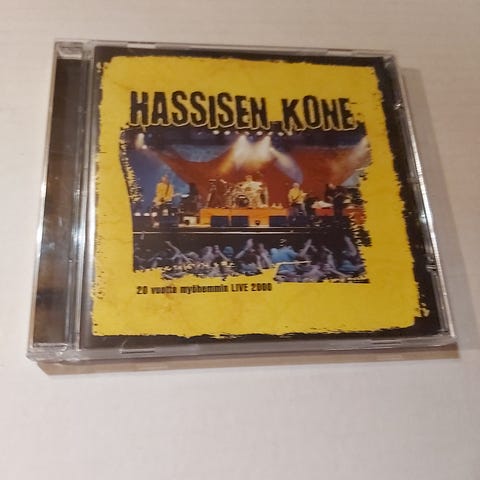 HASSISEN KONE
20 vuotta myöhemmin LIVE 2000